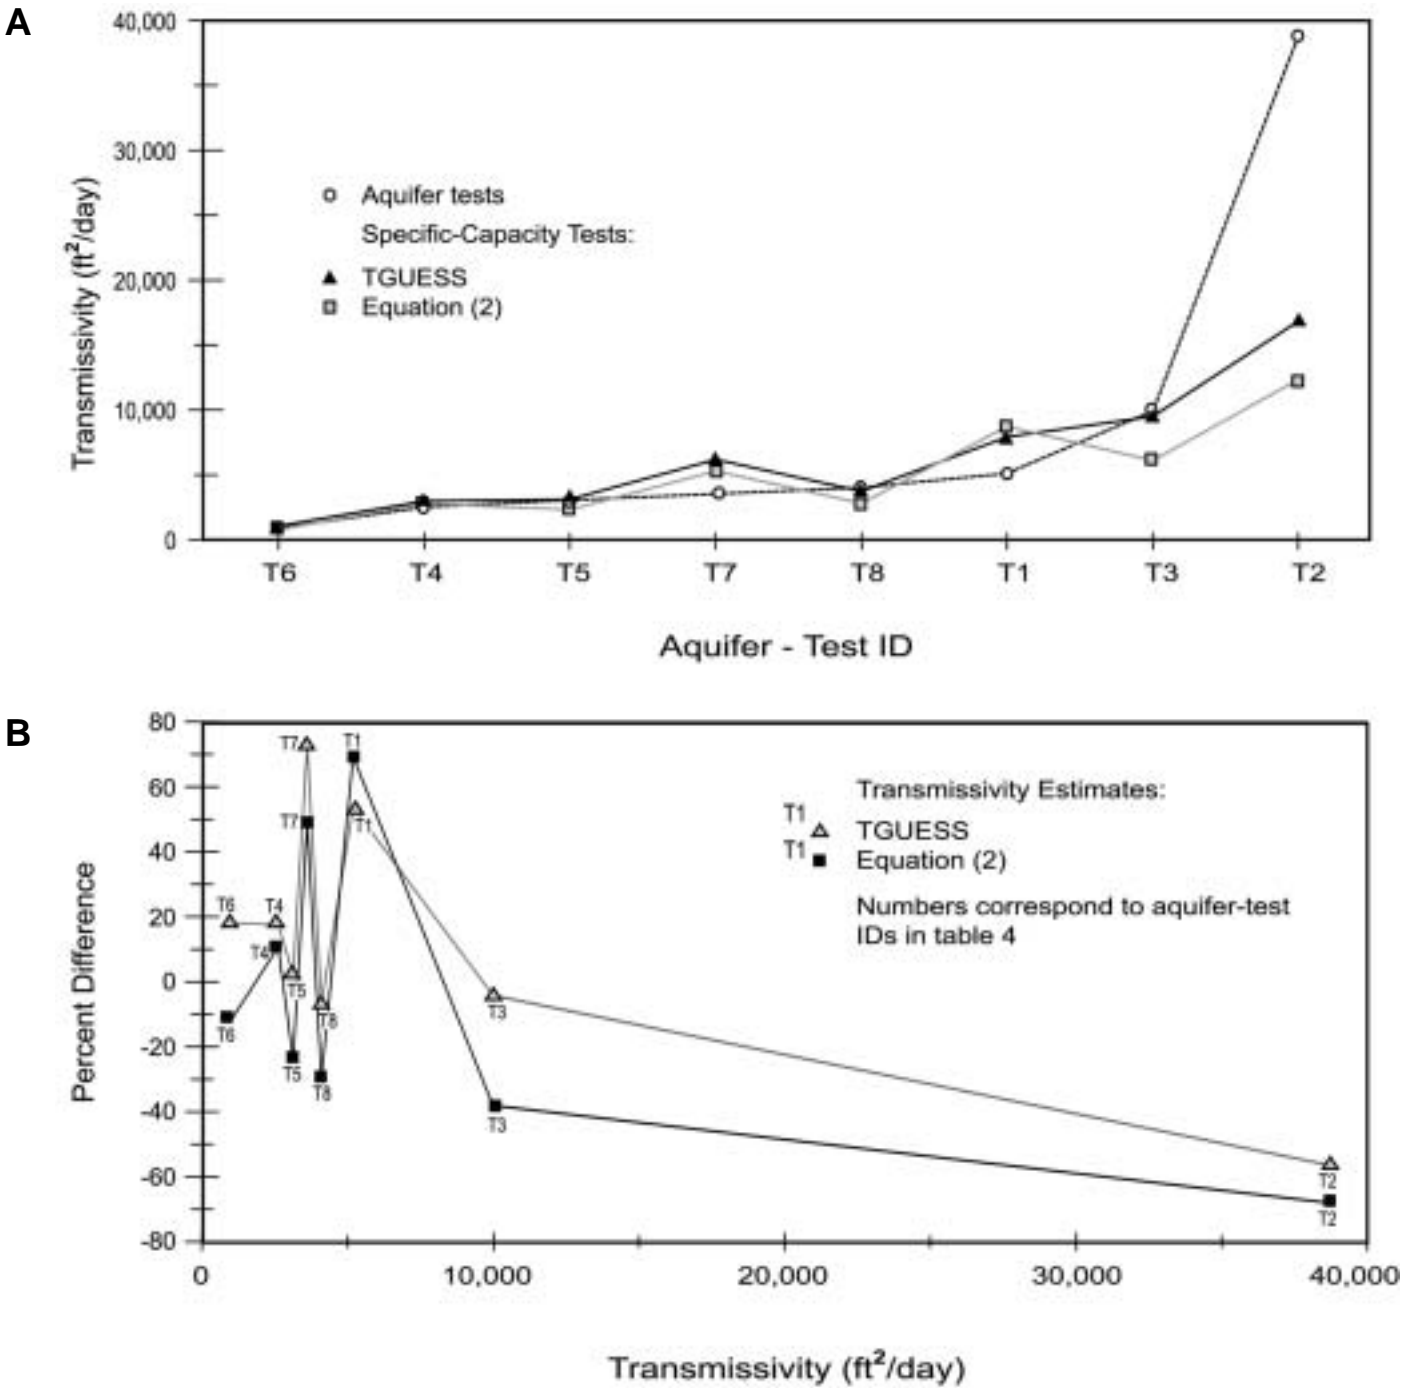 A
40,000
30,000
20,000
10,000
0
Transmissivity (ft²/day)
Aquifer tests
Specific-Capacity Tests:
TGUESS
Equation (2)
T6 T4 T5 T7 T8 T1 T3 T2
Aquifer - Test ID
B
80
60
40
20
0
-20
-40
-60
-80
Percent Difference
T7
T1
T7
T1
T6 T4
T4
T5
T6
T8
T5
T8
T3
T3
T2
T2
Transmissivity Estimates:
T1 TGUESS
T1 Equation (2)
Numbers correspond to aquifer-test
IDs in table 4
0 10,000 20,000 30,000 40,000
Transmissivity (ft²/day)